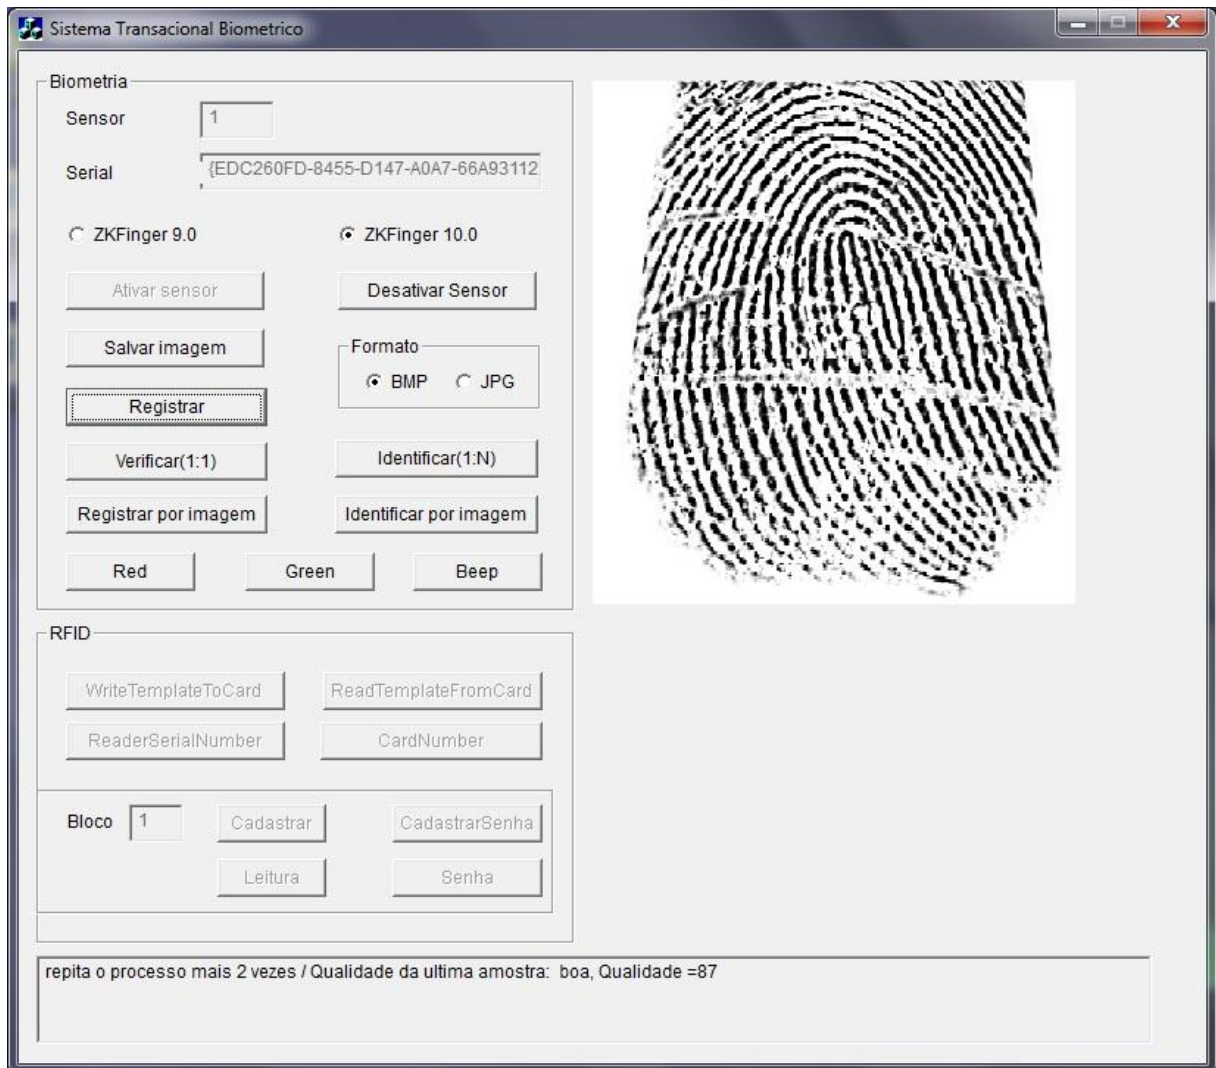 Sistema Transacional Biometrico
Biometria
Sensor 1
Serial {EDC260FD-8455-D147-A0A7-66A93112
ZKFinger 9.0 ZKFinger 10.0
Ativar sensor Desativar Sensor
Salvar imagem Formato
BMP JPG
Registrar
Verificar(1:1) Identificar(1:N)
Registrar por imagem Identificar por imagem
Red Green Beep
RFID
WriteTemplateToCard ReadTemplateFromCard
ReaderSerialNumber CardNumber
Bloco 1 Cadastrar CadastrarSenha
Leitura Senha
repita o processo mais 2 vezes / Qualidade da ultima amostra: boa, Qualidade =87